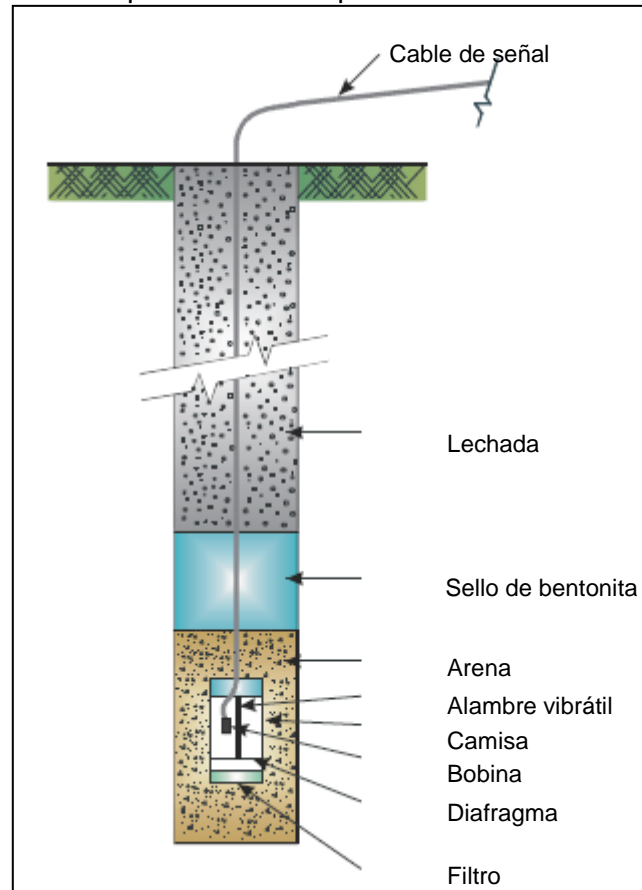 Cable de señal
Lechada
Sello de bentonita
Arena
Alambre vibrátil
Camisa
Bobina
Diafragma
Filtro